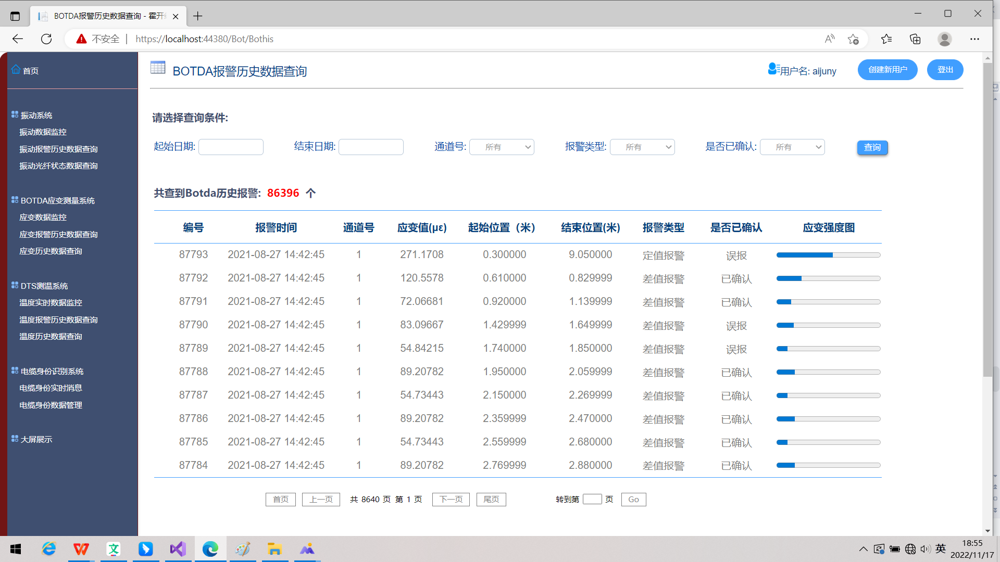 BOTDA报警历史数据查询 - 霍开
不安全 | https://localhost:44380/Bot/Bothis
首页
振动系统
振动数据监控
振动报警历史数据查询
振动光纤状态数据查询
BOTDA应变测量系统
应变数据监控
应变报警历史数据查询
应变历史数据查询
DTS测温系统
温度实时数据监控
温度报警历史数据查询
温度历史数据查询
电缆身份识别系统
电缆身份实时消息
电缆身份数据管理
大屏展示
BOTDA报警历史数据查询
用户名: aijuny 创建新用户 登出
请选择查询条件:
起始日期: 结束日期: 通道号: 所有 报警类型: 所有 是否已确认: 所有 查询
共查到Botda历史报警: 86396 个
编号 报警时间 通道号 应变值(με) 起始位置（米） 结束位置(米) 报警类型 是否已确认 应变强度图
87793 2021-08-27 14:42:45 1 271.1708 0.300000 9.050000 定值报警 误报
87792 2021-08-27 14:42:45 1 120.5578 0.610000 0.829999 差值报警 已确认
87791 2021-08-27 14:42:45 1 72.06681 0.920000 1.139999 差值报警 已确认
87790 2021-08-27 14:42:45 1 83.09667 1.429999 1.649999 差值报警 误报
87789 2021-08-27 14:42:45 1 54.84215 1.740000 1.850000 差值报警 误报
87788 2021-08-27 14:42:45 1 89.20782 1.950000 2.059999 差值报警 已确认
87787 2021-08-27 14:42:45 1 54.73443 2.150000 2.269999 差值报警 已确认
87786 2021-08-27 14:42:45 1 89.20782 2.359999 2.470000 差值报警 已确认
87785 2021-08-27 14:42:45 1 54.73443 2.559999 2.680000 差值报警 已确认
87784 2021-08-27 14:42:45 1 89.20782 2.769999 2.880000 差值报警 已确认
首页 上一页 共 8640 页 第 1 页 下一页 尾页 转到第 页 Go
英 18:55
2022/11/17